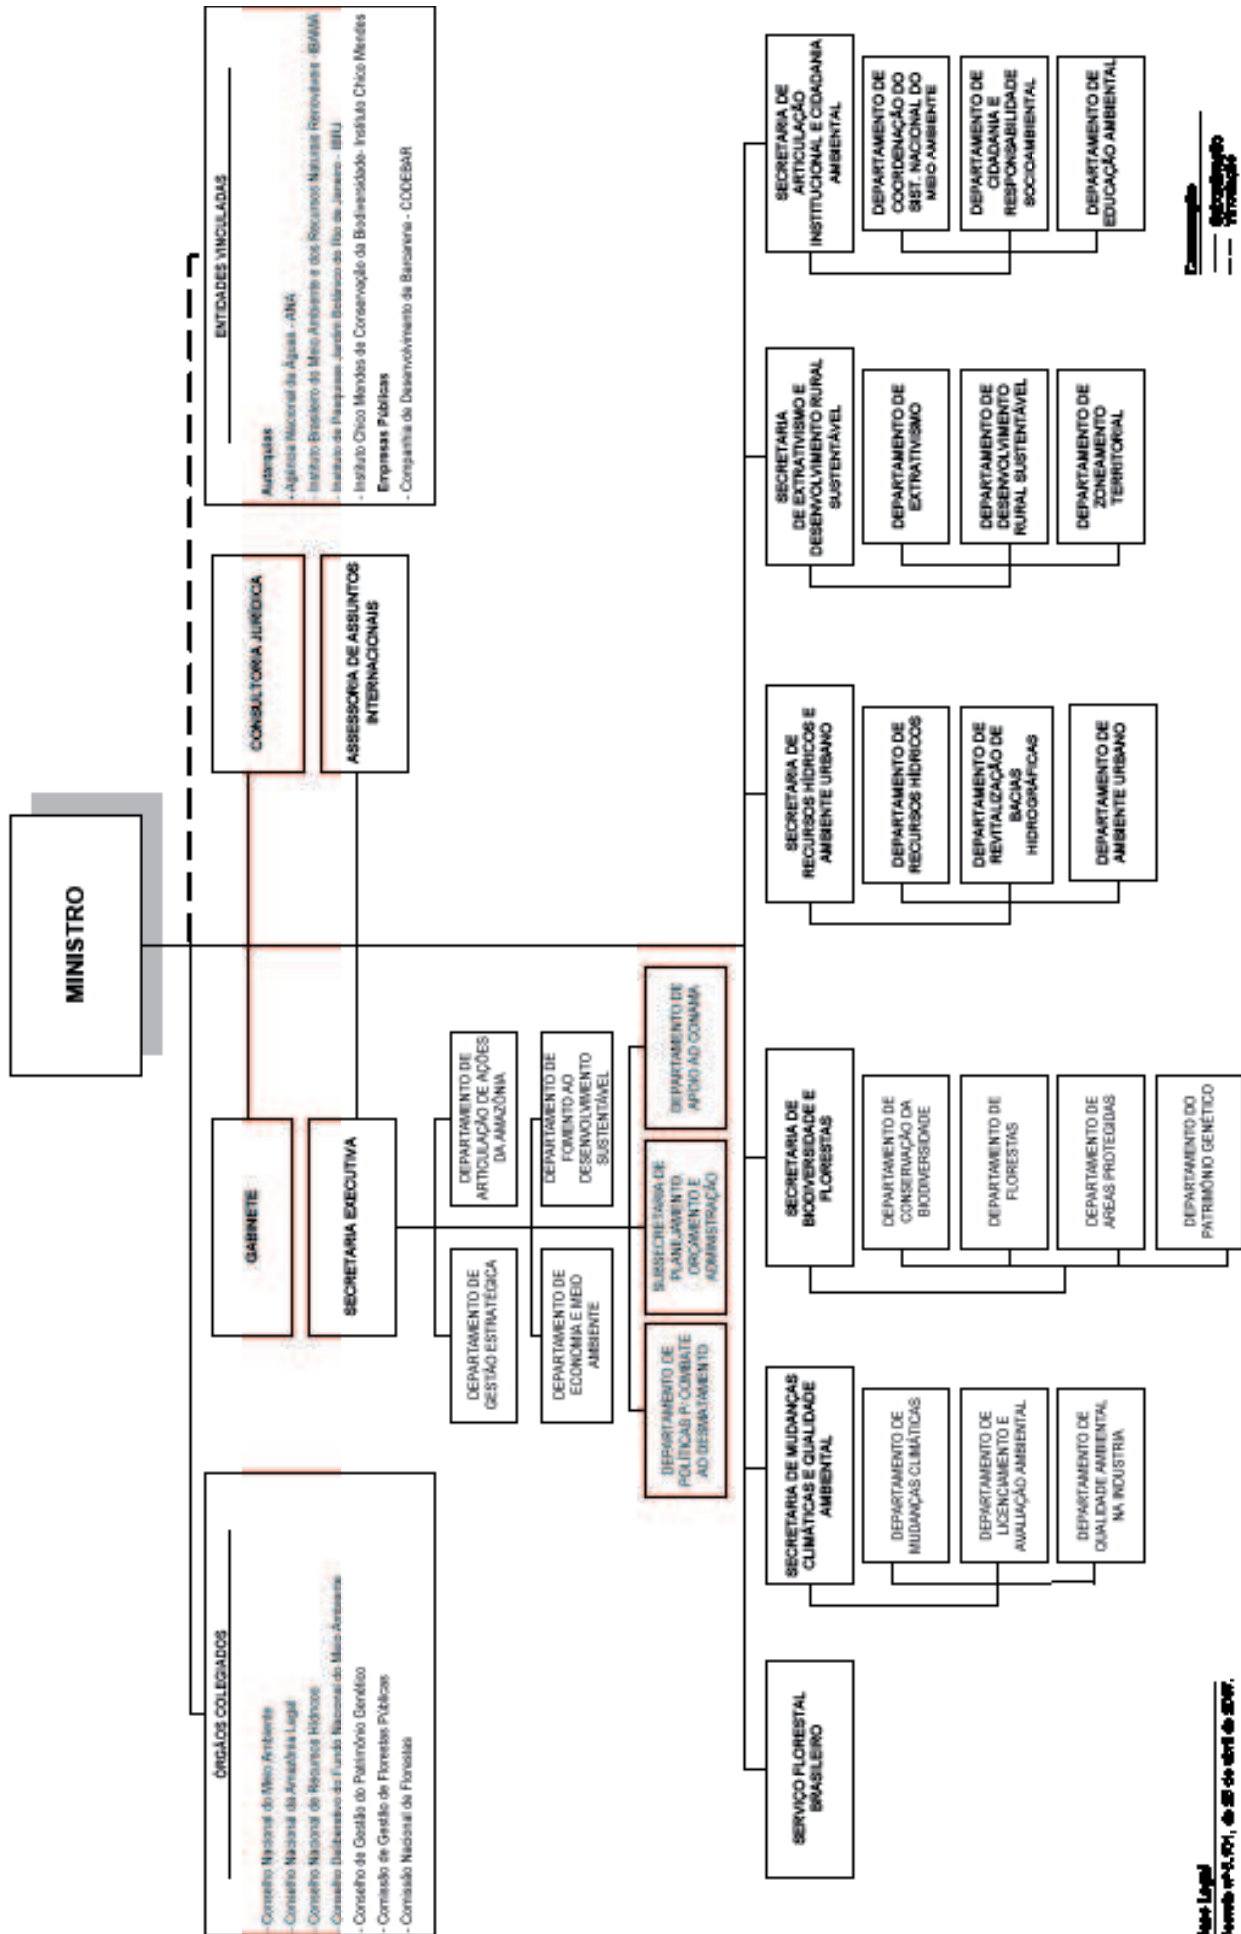 MINISTRO
ÓRGÃOS COLEGIADOS
- Conselho Nacional do Meio Ambiente
- Conselho Nacional da Amazônia Legal
- Conselho Nacional de Recursos Hídricos
- Conselho Deliberativo do Fundo Nacional do Meio Ambiente
- Conselho de Gestão do Patrimônio Genético
- Comissão de Gestão de Florestas Públicas
- Comissão Nacional de Florestas
GABINETE
CONSULTORIA JURÍDICA
SECRETARIA EXECUTIVA
ASSESSORIA DE ASSUNTOS
INTERNACIONAIS
ENTIDADES VINCULADAS
Autarquias
- Agência Nacional de Águas - ANA
- Instituto Brasileiro do Meio Ambiente e dos Recursos Naturais Renováveis -IBAMA
- Instituto de Pesquisas Jardim Botânico do Rio de Janeiro -
- Instituto Chico Mendes de Conservação da Biodiversidade- Instituto Chico Mendes
Empresas Públicas
- Companhia de Desenvolvimento de Barcarena - CODEBAR
DEPARTAMENTO DE
GESTÃO ESTRATÉGICA
DEPARTAMENTO DE
ARTICULAÇÃO DE AÇÕES
DA AMAZÔNIA
DEPARTAMENTO DE
ECONOMIA E MEIO
AMBIENTE
DEPARTAMENTO DE
FOMENTO AO
DESENVOLVIMENTO
SUSTENTÁVEL
DEPARTAMENTO DE
POLÍTICAS P/ COMBATE
AO DESMATAMENTO
SUBSECRETARIA DE
PLANEJAMENTO
ORÇAMENTO E
ADMINISTRAÇÃO
DEPARTAMENTO DE
APOIO AO CONAMA
SERVIÇO FLORESTAL
BRASILEIRO
SECRETARIA DE MUDANÇAS
CLIMÁTICAS E QUALIDADE
AMBIENTAL
DEPARTAMENTO DE
MUDANÇAS CLIMÁTICAS
DEPARTAMENTO DE
LICENCIAMENTO E
AVALIAÇÃO AMBIENTAL
DEPARTAMENTO DE
QUALIDADE AMBIENTAL
NA INDUSTRIA
SECRETARIA DE
BIODIVERSIDADE E
FLORESTAS
DEPARTAMENTO DE
CONSERVAÇÃO DA
BIODIVERSIDADE
DEPARTAMENTO DE
FLORESTAS
DEPARTAMENTO DE
ÁREAS PROTEGIDAS
DEPARTAMENTO DO
PATRIMÔNIO GENÉTICO
SECRETARIA DE
RECURSOS HÍDRICOS E
AMBIENTE URBANO
DEPARTAMENTO DE
RECURSOS HÍDRICOS
DEPARTAMENTO DE
REVITALIZAÇÃO DE
BACIAS
HIDROGRÁFICAS
DEPARTAMENTO DE
AMBIENTE URBANO
SECRETARIA
DE EXTRATIVISMO E
DESENVOLVIMENTO RURAL
SUSTENTÁVEL
DEPARTAMENTO DE
EXTRATIVISMO
DEPARTAMENTO DE
DESENVOLVIMENTO
RURAL SUSTENTÁVEL
DEPARTAMENTO DE
ZONEAMENTO
TERRITORIAL
SECRETARIA DE
ARTICULAÇÃO
INSTITUCIONAL E CIDADANIA
AMBIENTAL
DEPARTAMENTO DE
COORDENAÇÃO DO
SIST. NACIONAL DO
MEIO AMBIENTE
DEPARTAMENTO DE
CIDADANIA E
RESPONSABILIDADE
SOCIOAMBIENTAL
DEPARTAMENTO DE
EDUCAÇÃO AMBIENTAL
Legal
de abril de 2007.